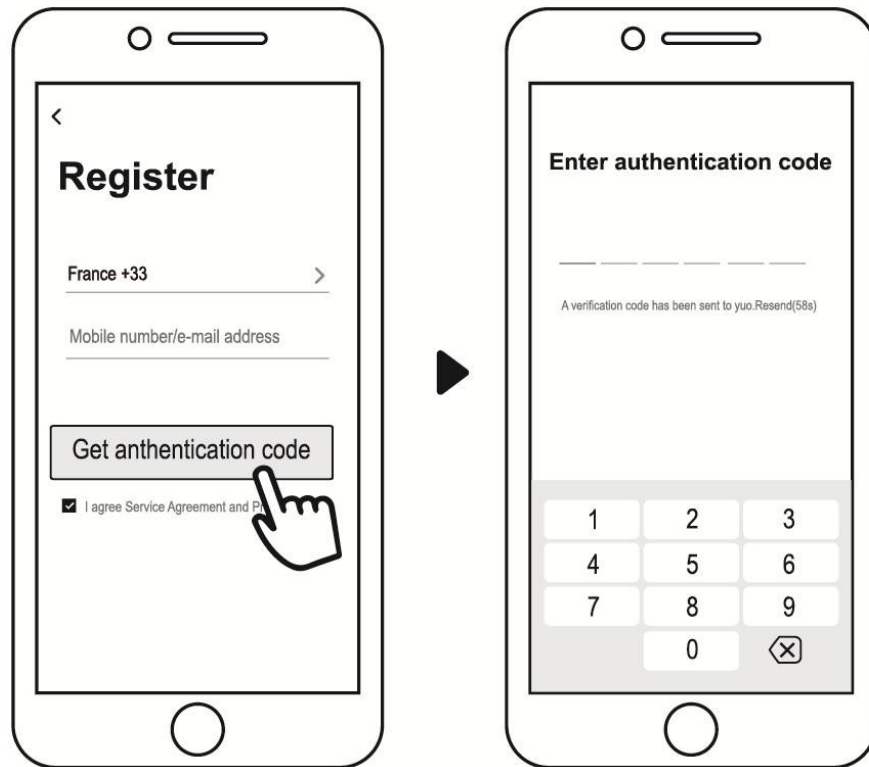 Register
France +33
Mobile number/e-mail address
Get anthentication code
I agree Service Agreement and
Enter authentication code
A verification code has been sent to yuo.Resend(58s)
1 2 3
4 5 6
7 8 9
0